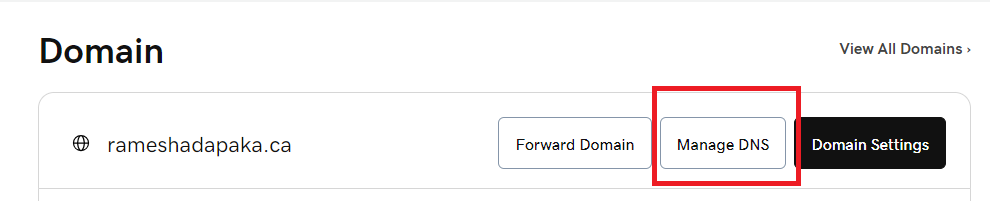 Domain
View All Domains ›
rameshadapaka.ca
Forward Domain
Manage DNS
Domain Settings